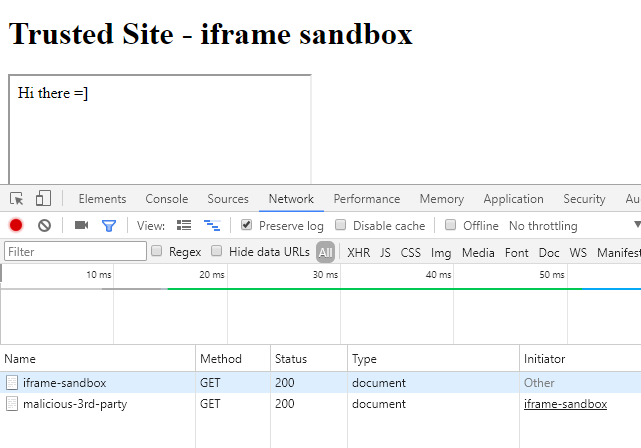 Trusted Site - iframe sandbox
Hi there =]
Elements Console Sources Network Performance Memory Application Security Au
View: Preserve log Disable cache Offline No throttling
Filter Regex Hide data URLs All XHR JS CSS Img Media Font Doc WS Manifest
10 ms 20 ms 30 ms 40 ms 50 ms
Name Method Status Type Initiator
iframe-sandbox GET 200 document Other
malicious-3rd-party GET 200 document iframe-sandbox